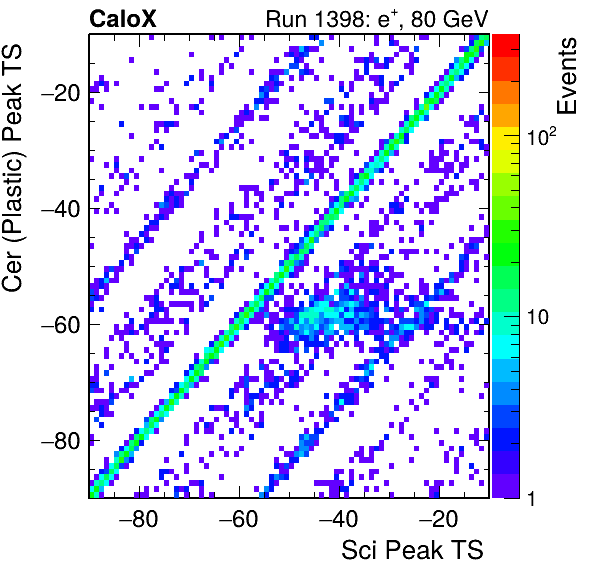 CaloX Run 1398: e⁺, 80 GeV
Cer (Plastic) Peak TS
−20
−40
−60
−80
−80 −60 −40 −20
Sci Peak TS
Events
10²
10
1